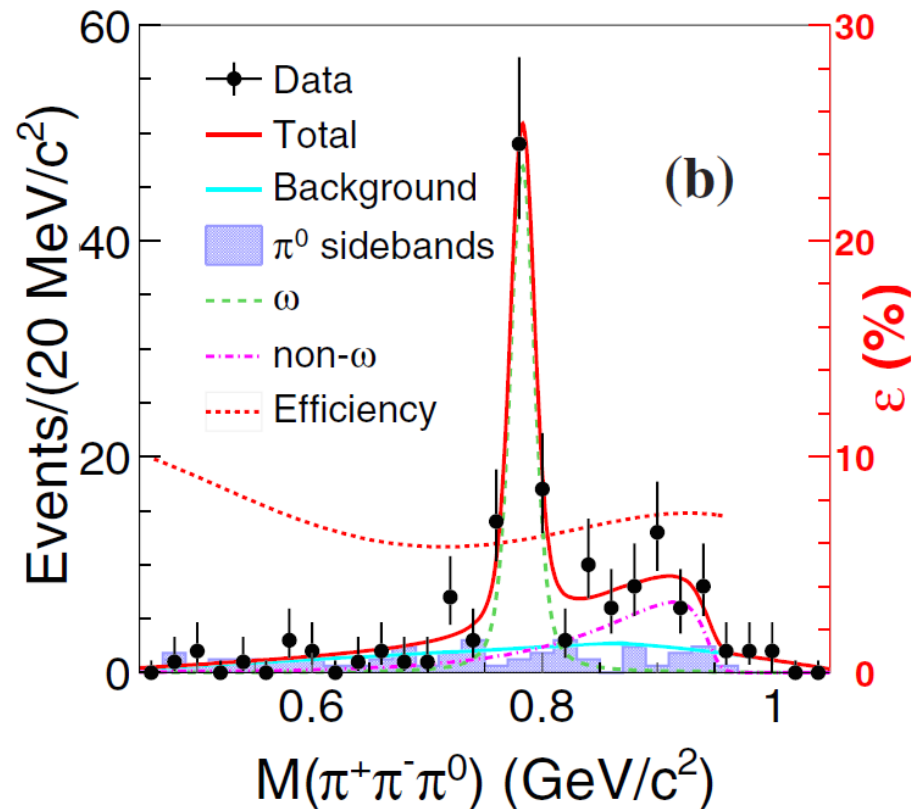 60
40
20
0
Events/(20 MeV/c²)
Data
Total
Background
π⁰ sidebands
ω
non-ω
Efficiency
(b)
30
20
10
0
ε (%)
0.6 0.8 1
M(π⁺π⁻π⁰) (GeV/c²)